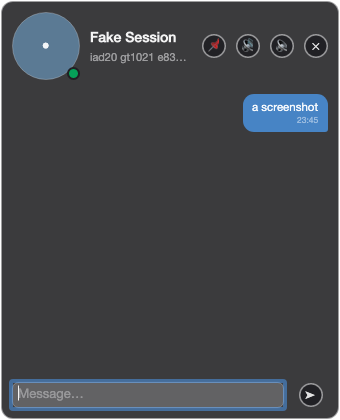 Fake Session
iad20 gt1021 e83...
a screenshot
23:45
Message...